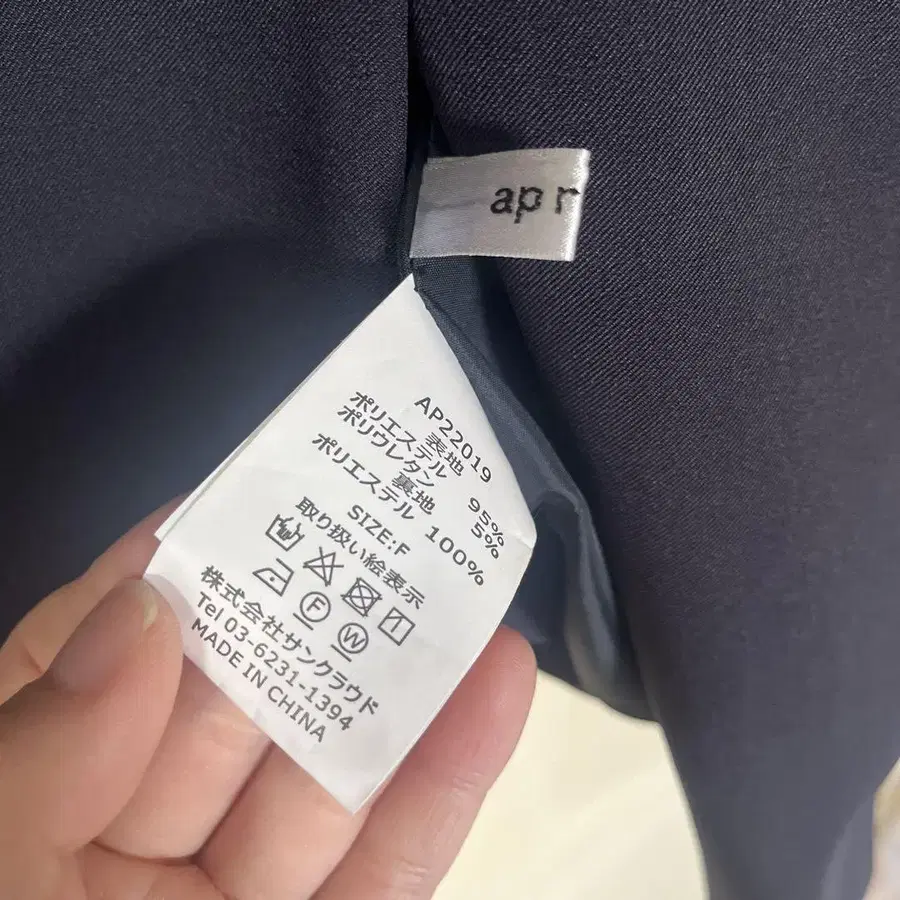 ap r
AP22019
表地
ポリエステル 95%
ポリウレタン 5%
裏地
ポリエステル 100%
SIZE:F
取り扱い絵表示
F
W
株式会社サンクラウド
Tel 03-6231-1394
MADE IN CHINA